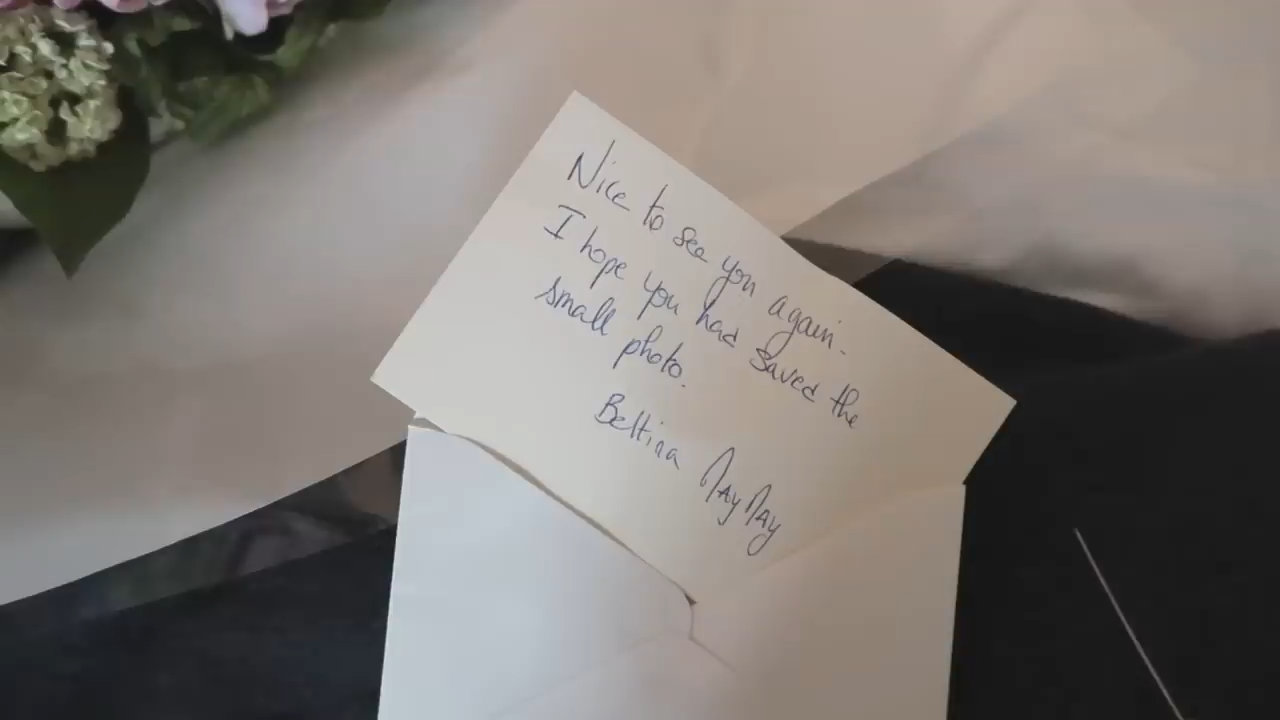 Nice to see you again.
I hope you had saved the
small photo.
Bettina MayMay